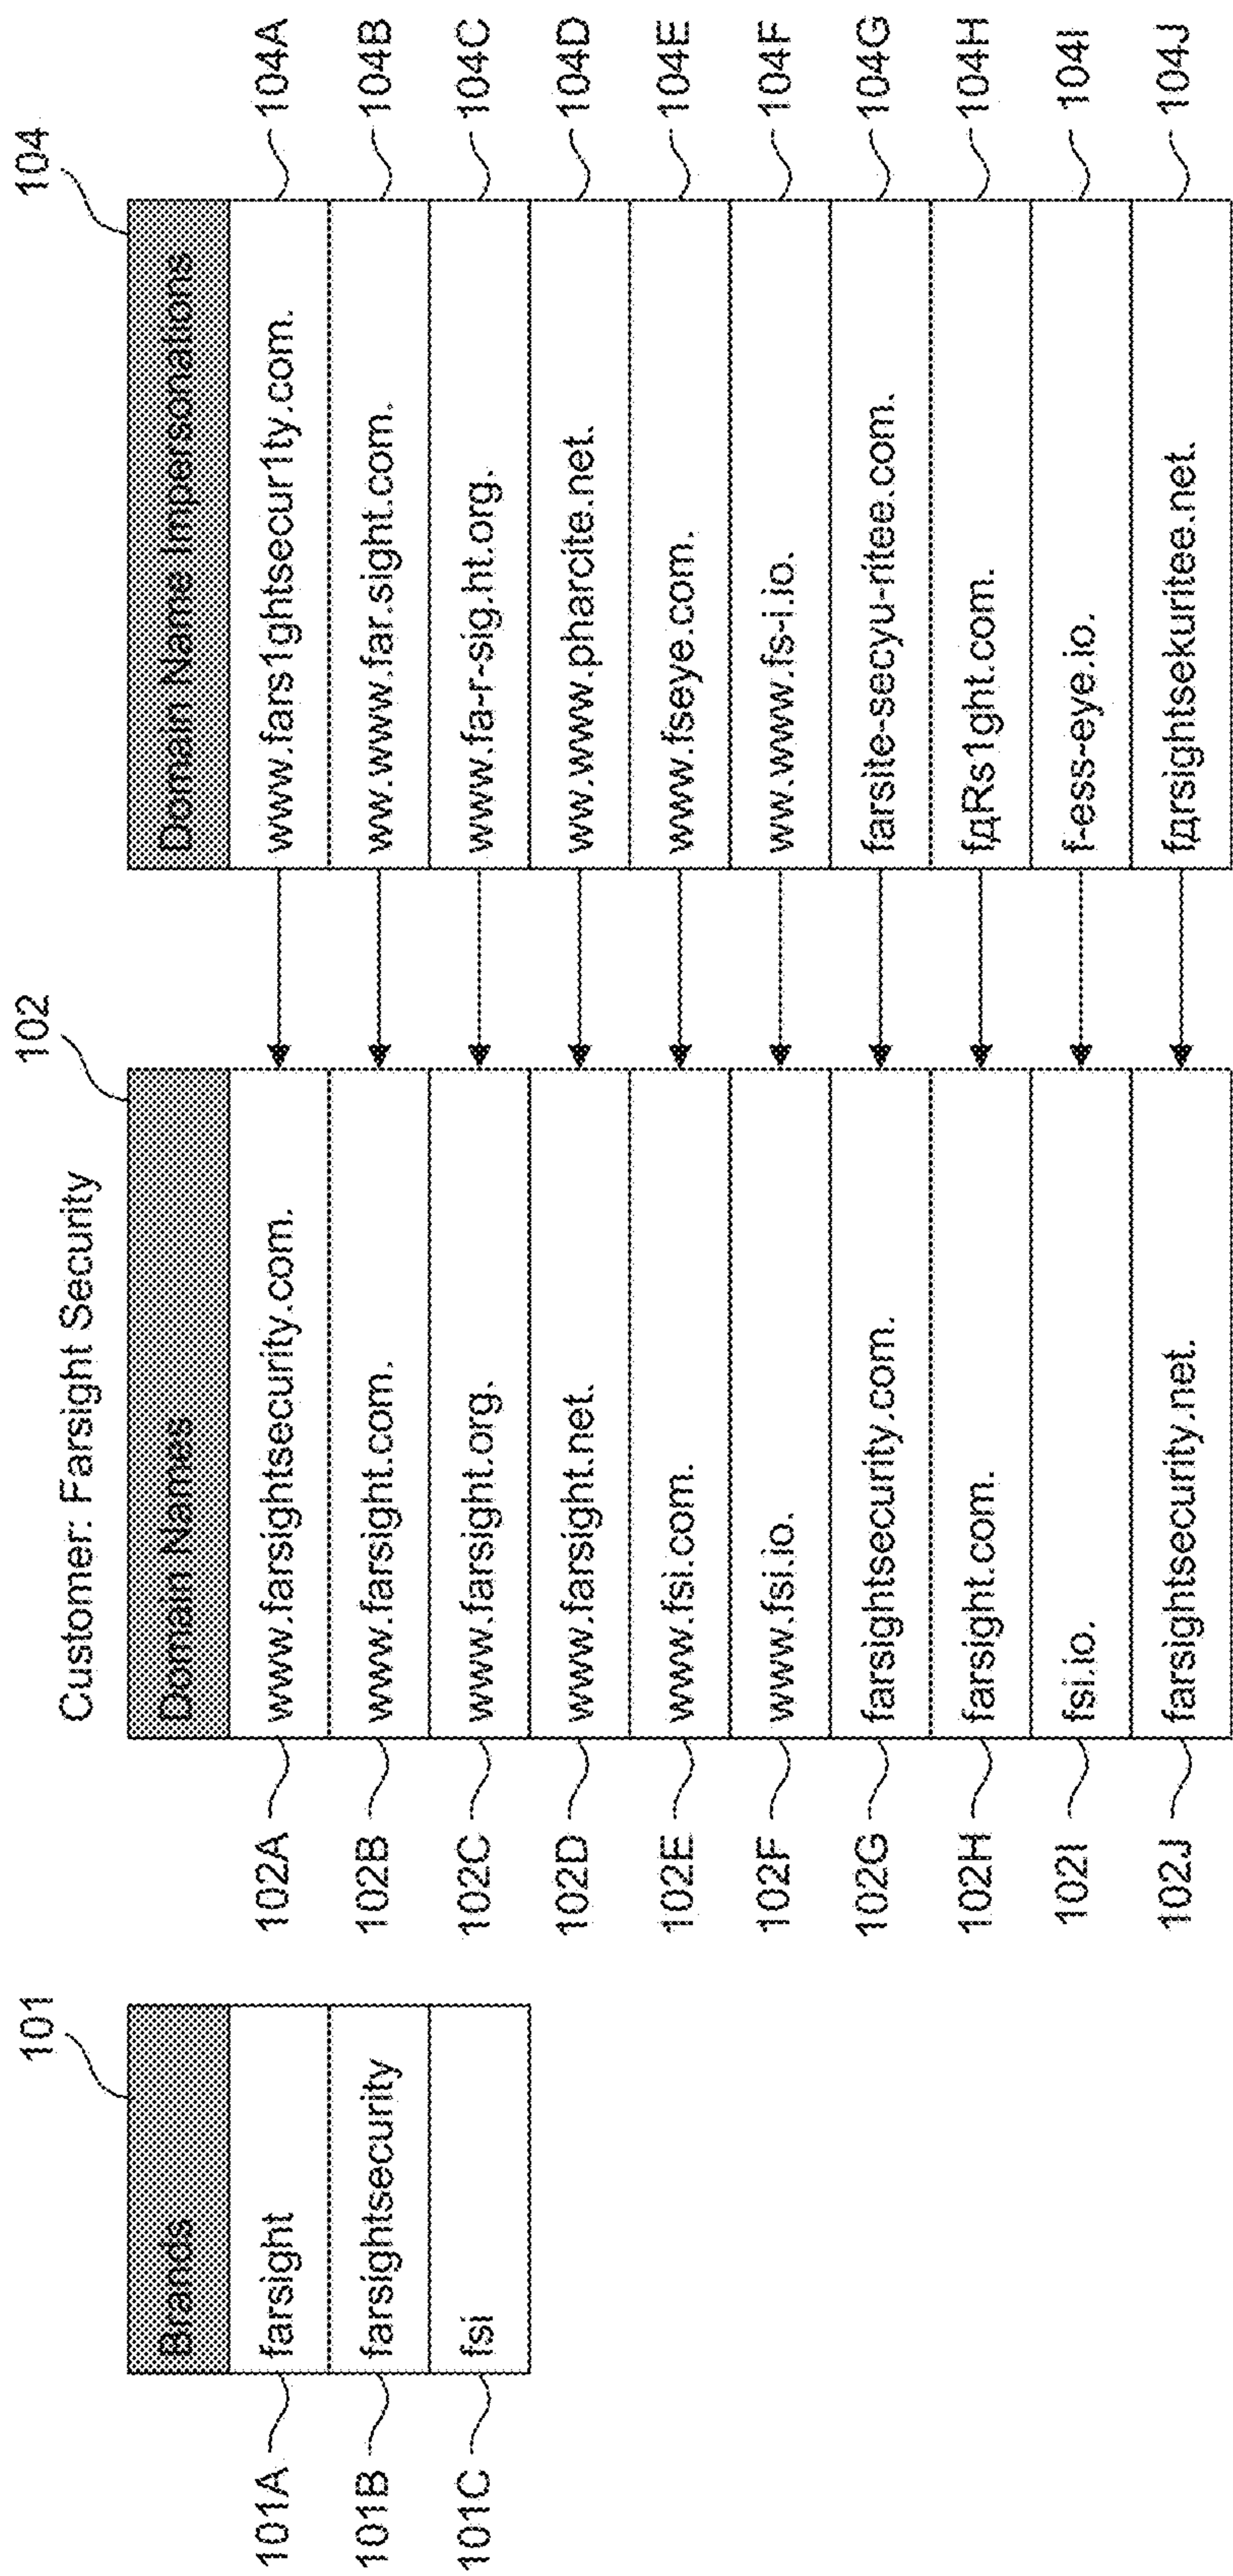 Customer: Farsight Security
101
Brands
101A farsight
101B farsightsecurity
101C fsi
102
Domain Names
102A www.farsightsecurity.com.
102B www.farsight.com.
102C www.farsight.org.
102D www.farsight.net.
102E www.fsi.com.
102F www.fsi.io.
102G farsightsecurity.com.
102H farsight.com.
102I fsi.io.
102J farsightsecurity.net.
104
Domain Name Impersonations
www.fars1ghtsecur1ty.com. 104A
ww.www.far.sight.com. 104B
www.fa-r-sig.ht.org. 104C
ww.www.pharcite.net. 104D
www.fseye.com. 104E
ww.www.fs-i.io. 104F
farsite-secyu-ritee.com. 104G
fдRs1ght.com. 104H
f-ess-eye.io. 104I
fдrsightsekuritee.net. 104J